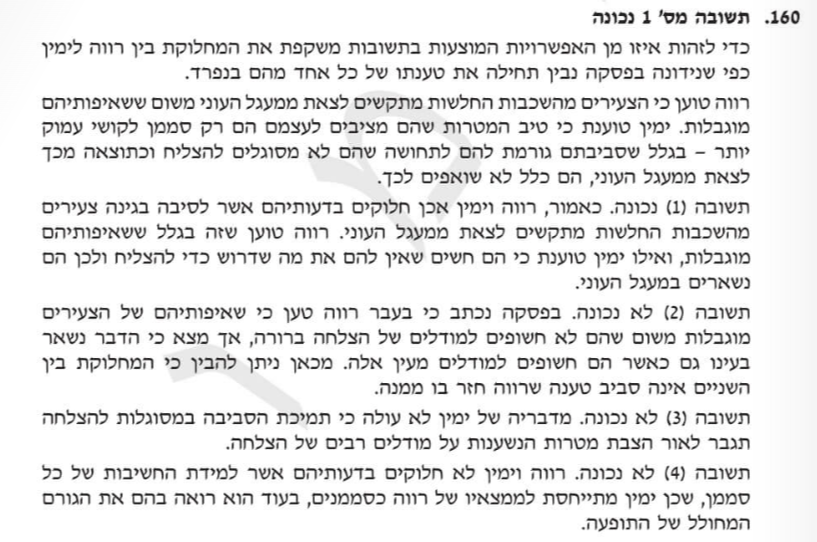 160. תשובה מס' 1 נכונה
כדי לזהות איזו מן האפשרויות המוצעות בתשובות משקפת את המחלוקת בין רווה לימין
כפי שנידונה בפסקה נבין תחילה את טענתו של כל אחד מהם בנפרד.
רווה טוען כי הצעירים מהשכבות החלשות מתקשים לצאת ממעגל העוני משום ששאיפותיהם
מוגבלות. ימין טוענת כי טיב המטרות שהם מציבים לעצמם הם רק סממן לקושי עמוק
יותר – בגלל שסביבתם גורמת להם לתחושה שהם לא מסוגלים להצליח וכתוצאה מכך
לצאת ממעגל העוני, הם כלל לא שואפים לכך.
תשובה (1) נכונה. כאמור, רווה וימין אכן חלוקים בדעותיהם אשר לסיבה בגינה צעירים
מהשכבות החלשות מתקשים לצאת ממעגל העוני. רווה טוען שזה בגלל ששאיפותיהם
מוגבלות, ואילו ימין טוענת כי הם חשים שאין להם את מה שדרוש כדי להצליח ולכן הם
נשארים במעגל העוני.
תשובה (2) לא נכונה. בפסקה נכתב כי בעבר רווה טען כי שאיפותיהם של הצעירים
מוגבלות משום שהם לא חשופים למודלים של הצלחה ברורה, אך מצא כי הדבר נשאר
בעינו גם כאשר הם חשופים למודלים מעין אלה. מכאן ניתן להבין כי המחלוקת בין
השניים אינה סביב טענה שרווה חזר בו ממנה.
תשובה (3) לא נכונה. מדבריה של ימין לא עולה כי תמיכת הסביבה במסוגלות להצלחה
תגבר לאור הצבת מטרות הנשענות על מודלים רבים של הצלחה.
תשובה (4) לא נכונה. רווה וימין לא חלוקים בדעותיהם אשר למידת החשיבות של כל
סממן, שכן ימין מתייחסת לממצאיו של רווה כסממנים, בעוד הוא רואה בהם את הגורם
המחולל של התופעה.